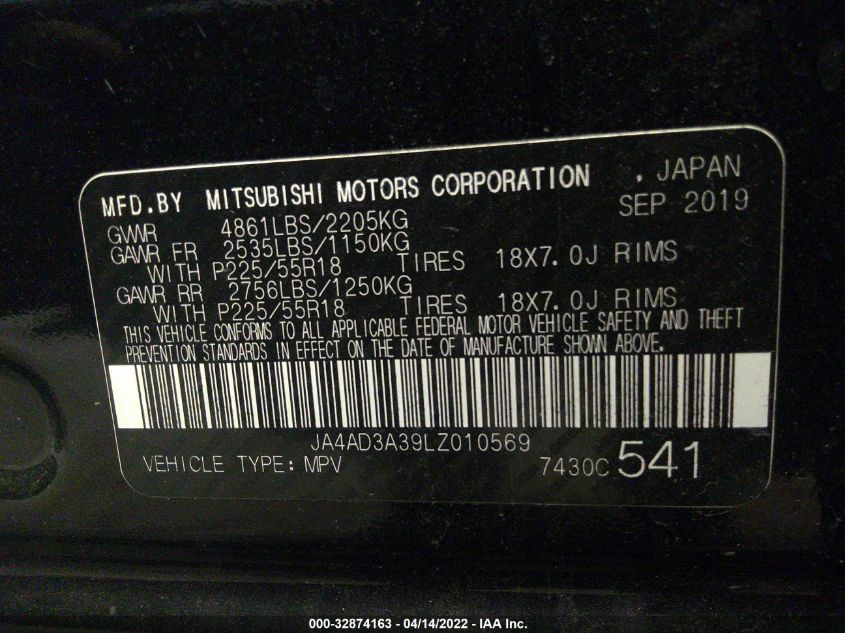 MFD.BY MITSUBISHI MOTORS CORPORATION , JAPAN
SEP 2019
GWWR 4861LBS/2205KG
GAWR FR 2535LBS/1150KG
WITH P225/55R18 TIRES 18X7.0J RIMS
GAWR RR 2756LBS/1250KG
WITH P225/55R18 TIRES 18X7.0J RIMS
THIS VEHICLE CONFORMS TO ALL APPLICABLE FEDERAL MOTOR VEHICLE SAFETY AND THEFT
PREVENTION STANDARDS IN EFFECT ON THE DATE OF MANUFACTURE SHOWN ABOVE.
JA4AD3A39LZ010569
VEHICLE TYPE: MPV 7430C 541
000-32874163 - 04/14/2022 - IAA Inc.